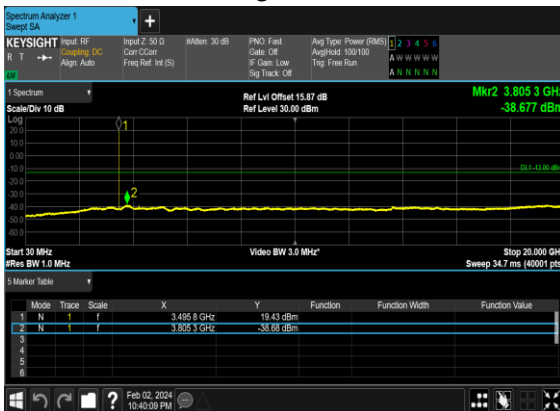 Spectrum Analyzer 1
Swept SA
+
KEYSIGHT Input: RF Input Z: 50 Ω #Atten: 30 dB PNO: Fast Avg Type: Power (RMS) 1 2 3 4 5 6
R T Coupling: DC Corr CCorr Gate: Off Avg|Hold: 100/100 A W W W W W
Align: Auto Freq Ref: Int (S) IF Gain: Low Trig: Free Run
Sig Track: Off A N N N N N
1 Spectrum Ref Lvl Offset 15.87 dB Mkr2 3.805 3 GHz
Scale/Div 10 dB Ref Level 30.00 dBm -38.677 dBm
Log
1
20.0
10.0
0.00
-10.0 DL1 -13.00 dBm
-20.0
-30.0 2
-40.0
-50.0
-60.0
Start 30 MHz Video BW 3.0 MHz* Stop 20.000 GHz
#Res BW 1.0 MHz Sweep 34.7 ms (40001 pts)
5 Marker Table
Mode Trace Scale X Y Function Function Width Function Value
1 N 1 f 3.495 8 GHz 19.43 dBm
2 N 1 f 3.805 3 GHz -38.68 dBm
3
4
5
6
? Feb 02, 2024
10:40:09 PM